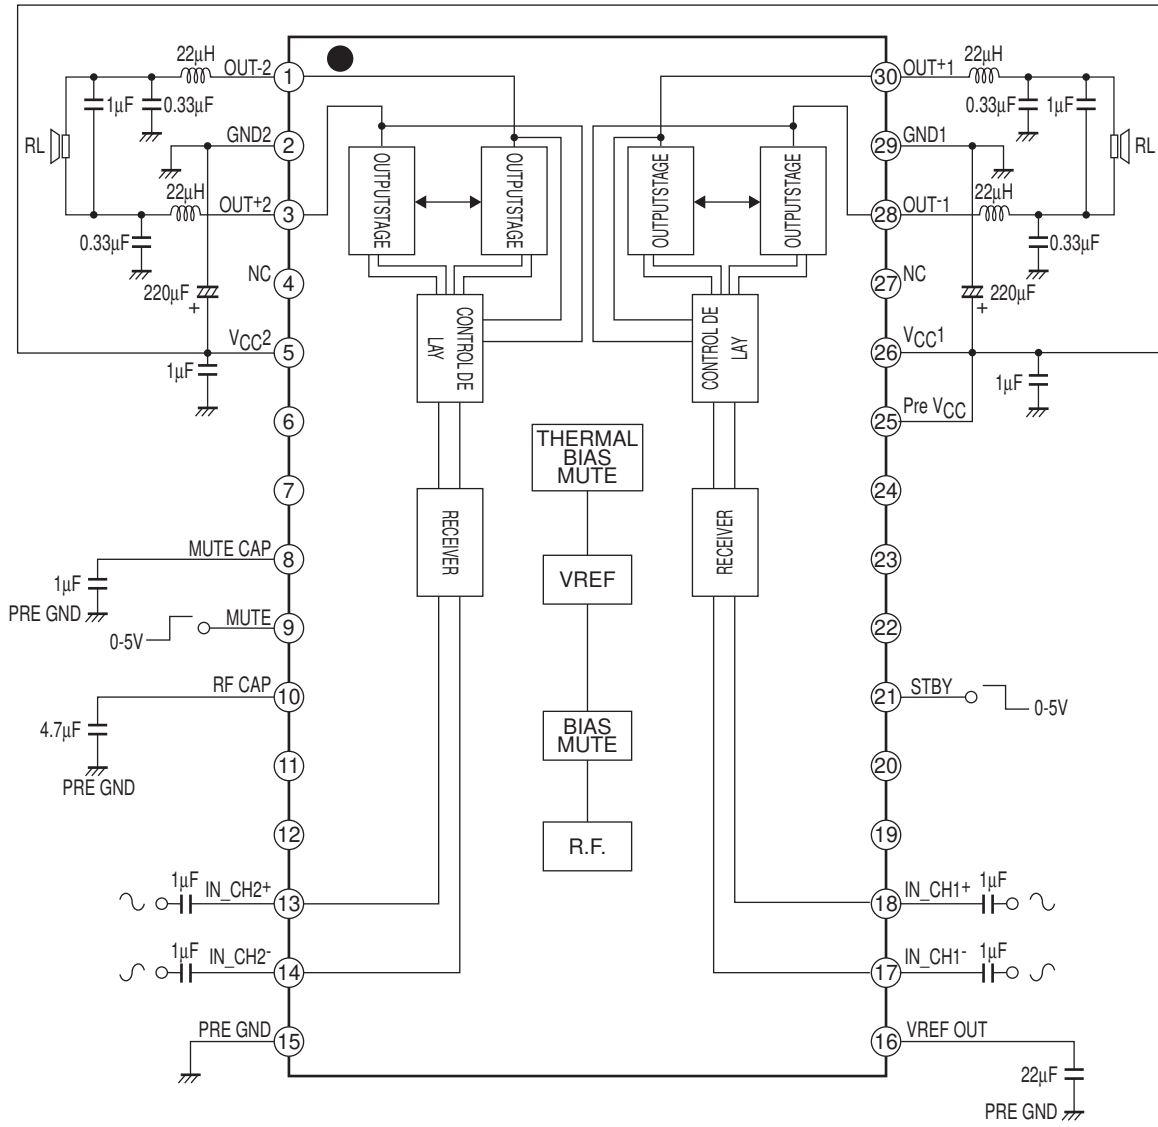 22μH
OUT-2
1
1μF
0.33μF
RL
GND2
2
22μH
OUT+2
3
0.33μF
NC
4
220μF
+
VCC2
5
1μF
6
7
MUTE CAP
8
1μF
PRE GND
MUTE
9
0-5V
RF CAP
10
4.7μF
PRE GND
11
12
1μF
IN_CH2+
13
1μF
IN_CH2-
14
PRE GND
15
OUTPUTSTAGE
OUTPUTSTAGE
CONTROL DE
LAY
RECEIVER
THERMAL
BIAS
MUTE
VREF
BIAS
MUTE
R.F.
OUTPUTSTAGE
OUTPUTSTAGE
CONTROL DE
LAY
RECEIVER
30
OUT+1
22μH
0.33μF
1μF
RL
29
GND1
22μH
28
OUT-1
0.33μF
27
NC
220μF
+
26
VCC1
1μF
25
Pre VCC
24
23
22
21
STBY
0-5V
20
19
18
IN_CH1+
1μF
17
IN_CH1-
1μF
16
VREF OUT
22μF
PRE GND